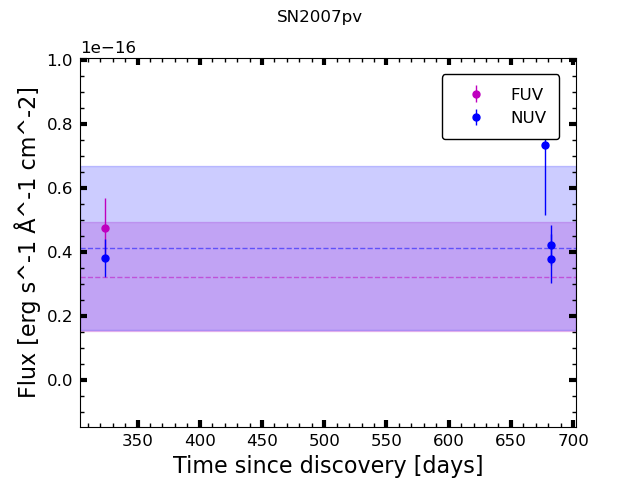 SN2007pv
1e−16
1.0
0.8
0.6
0.4
0.2
0.0
Flux [erg s^-1 Å^-1 cm^-2]
FUV
NUV
350 400 450 500 550 600 650 700
Time since discovery [days]